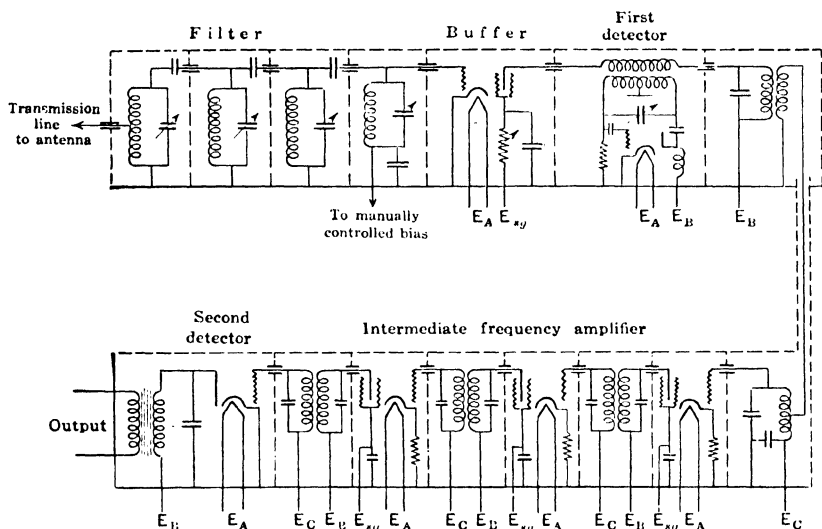 Filter
Buffer
First
detector
Transmission
line
to antenna
To manually
controlled bias
E_A E_sg E_A E_B E_B
Second
detector
Intermediate frequency amplifier
Output
E_B E_A E_C E_B E_sg E_A E_C E_B E_sg E_A E_C E_B E_sg E_A E_C